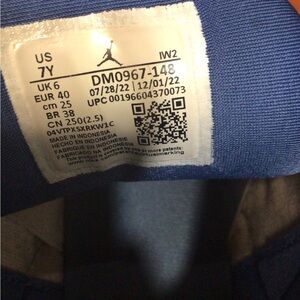 US
7Y
IW2
UK 6
EUR 40
cm 25
BR 38
CN 250(2.5)
DM0967-148
07/28/22 | 12/01/22
UPC 00196604370073
04VTPX5XRKW1C
MADE IN INDONESIA
FABRIQUÉ EN INDONÉSIE
HECHO EN INDONESIA